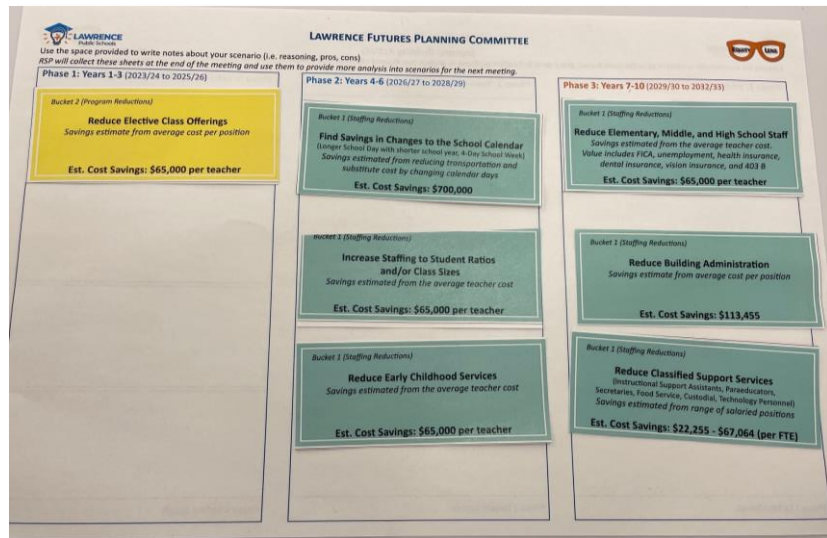 LAWRENCE
Public Schools
LAWRENCE FUTURES PLANNING COMMITTEE
Use the space provided to write notes about your scenario (i.e. reasoning, pros, cons)
RSP will collect these sheets at the end of the meeting and use them to provide more analysis into scenarios for the next meeting.
Phase 1: Years 1-3 (2023/24 to 2025/26)
Bucket 2 (Program Reductions)
Reduce Elective Class Offerings
Savings estimate from average cost per position
Est. Cost Savings: $65,000 per teacher
Phase 2: Years 4-6 (2026/27 to 2028/29)
Bucket 1 (Staffing Reductions)
Find Savings in Changes to the School Calendar
(Longer School Day with shorter school year, 4-Day School Week)
Savings estimated from reducing transportation and
substitute cost by changing calendar days
Est. Cost Savings: $700,000
Bucket 1 (Staffing Reductions)
Increase Staffing to Student Ratios
and/or Class Sizes
Savings estimated from the average teacher cost
Est. Cost Savings: $65,000 per teacher
Bucket 1 (Staffing Reductions)
Reduce Early Childhood Services
Savings estimated from the average teacher cost
Est. Cost Savings: $65,000 per teacher
Phase 3: Years 7-10 (2029/30 to 2032/33)
Bucket 1 (Staffing Reductions)
Reduce Elementary, Middle, and High School Staff
Savings estimated from the average teacher cost.
Value includes FICA, unemployment, health insurance,
dental insurance, vision insurance, and 403 B
Est. Cost Savings: $65,000 per teacher
Bucket 1 (Staffing Reductions)
Reduce Building Administration
Savings estimate from average cost per position
Est. Cost Savings: $113,455
Bucket 1 (Staffing Reductions)
Reduce Classified Support Services
(Instructional Support Assistants, Paraeducators,
Secretaries, Food Service, Custodial, Technology Personnel)
Savings estimated from range of salaried positions
Est. Cost Savings: $22,255 - $67,064 (per FTE)